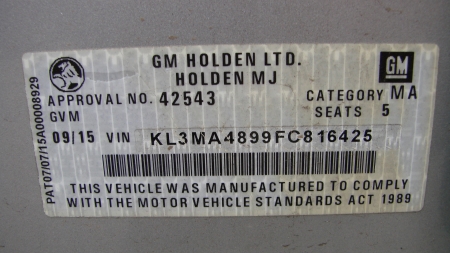 GM HOLDEN LTD.
HOLDEN MJ
GM
APPROVAL NO. 42543 CATEGORY MA
GVM SEATS 5
09/15 VIN KL3MA4899FC816425
THIS VEHICLE WAS MANUFACTURED TO COMPLY
WITH THE MOTOR VEHICLE STANDARDS ACT 1989
PAT07/07/15A00008929